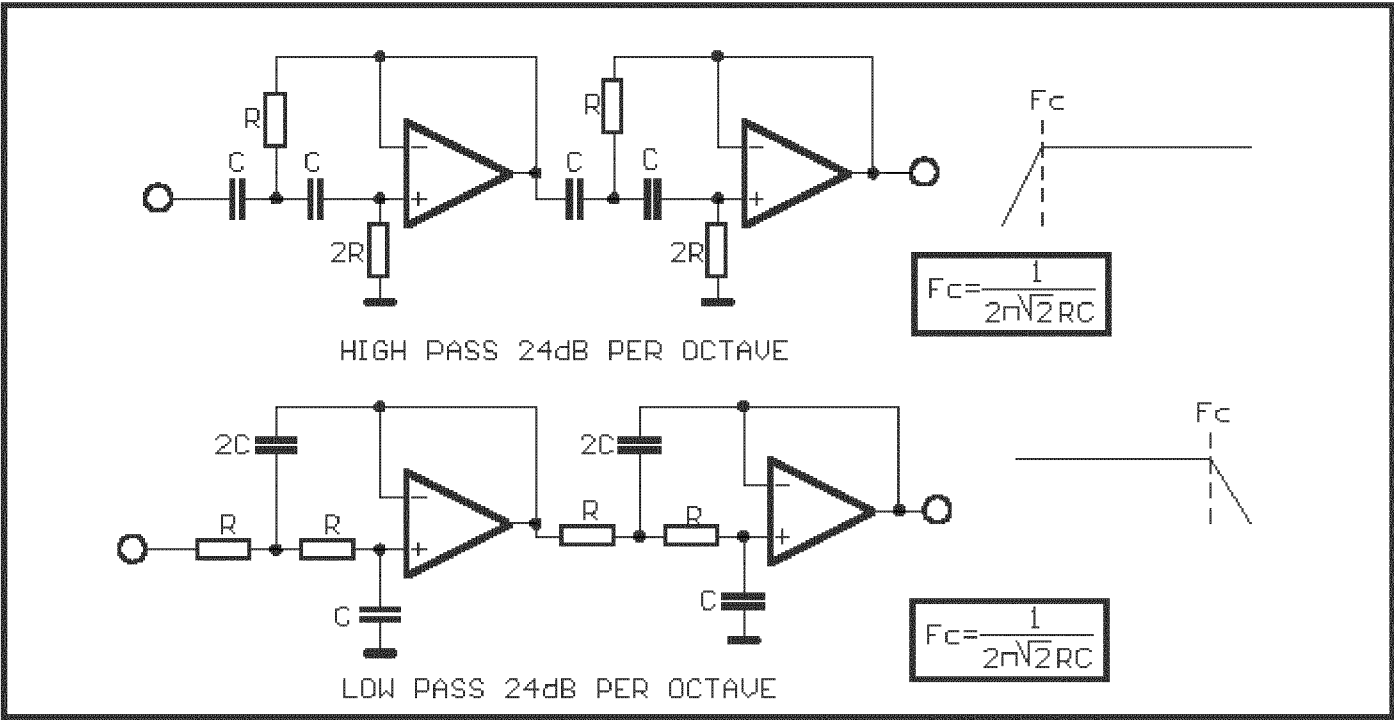 R
C
C
2R
−
+
R
C
C
2R
−
+
Fc
Fc=1/2π√2RC
HIGH PASS 24dB PER OCTAVE
2C
R
R
C
−
+
2C
R
R
C
−
+
Fc
Fc=1/2π√2RC
LOW PASS 24dB PER OCTAVE